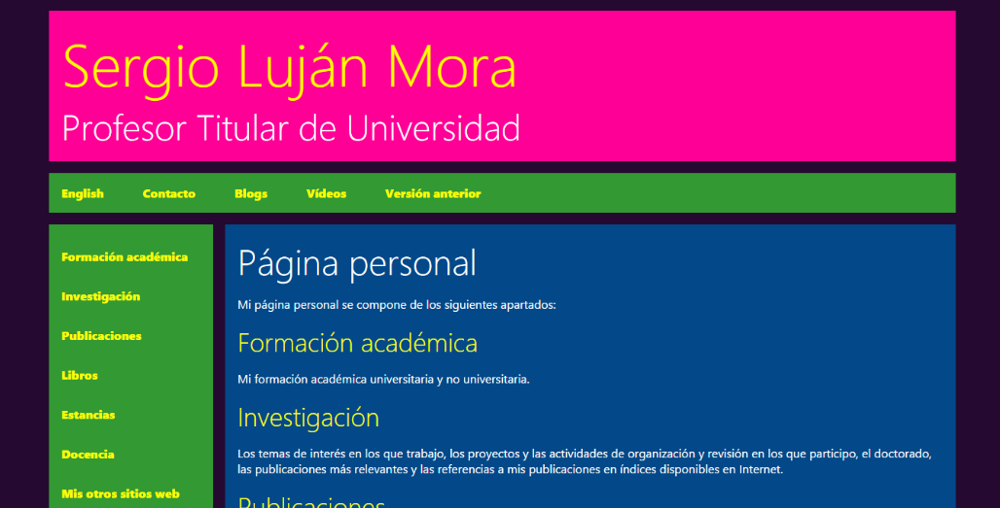 Sergio Luján Mora
Profesor Titular de Universidad
English Contacto Blogs Vídeos Versión anterior
Formación académica
Investigación
Publicaciones
Libros
Estancias
Docencia
Mis otros sitios web
Página personal
Mi página personal se compone de los siguientes apartados:
Formación académica
Mi formación académica universitaria y no universitaria.
Investigación
Los temas de interés en los que trabajo, los proyectos y las actividades de organización y revisión en los que participo, el doctorado,
las publicaciones más relevantes y las referencias a mis publicaciones en índices disponibles en Internet.
Publicaciones